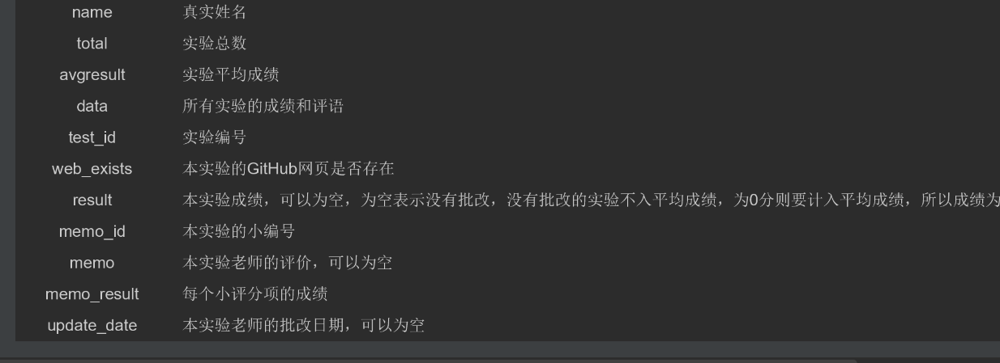 name 真实姓名
total 实验总数
avgresult 实验平均成绩
data 所有实验的成绩和评语
test_id 实验编号
web_exists 本实验的GitHub网页是否存在
result 本实验成绩，可以为空，为空表示没有批改，没有批改的实验不入平均成绩，为0分则要计入平均成绩，所以成绩为
memo_id 本实验的小编号
memo 本实验老师的评价，可以为空
memo_result 每个小评分项的成绩
update_date 本实验老师的批改日期，可以为空